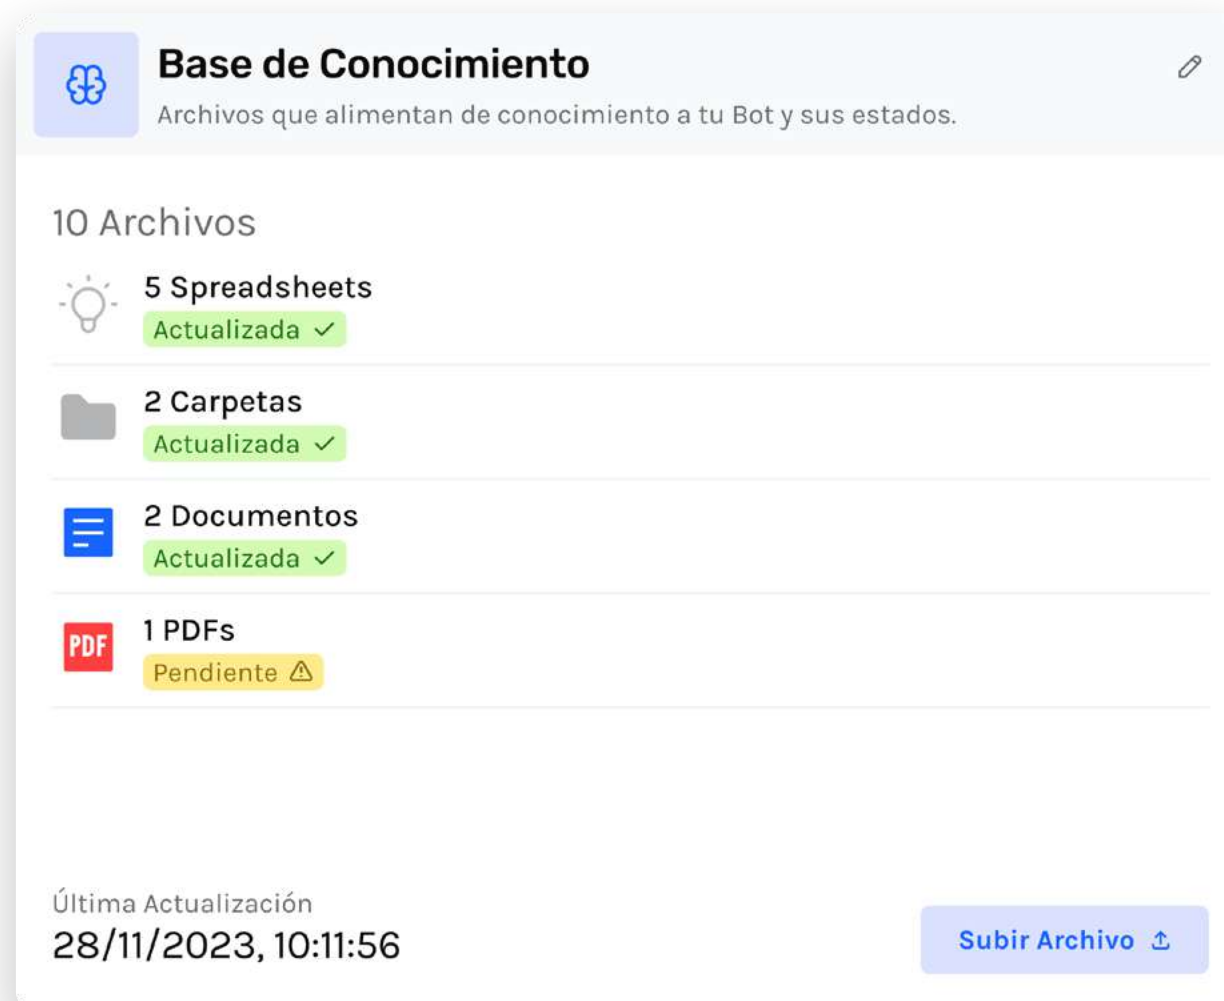 Base de Conocimiento
Archivos que alimentan de conocimiento a tu Bot y sus estados.
10 Archivos
5 Spreadsheets
Actualizada
2 Carpetas
Actualizada
2 Documentos
Actualizada
PDF
1 PDFs
Pendiente
Última Actualización
28/11/2023, 10:11:56
Subir Archivo